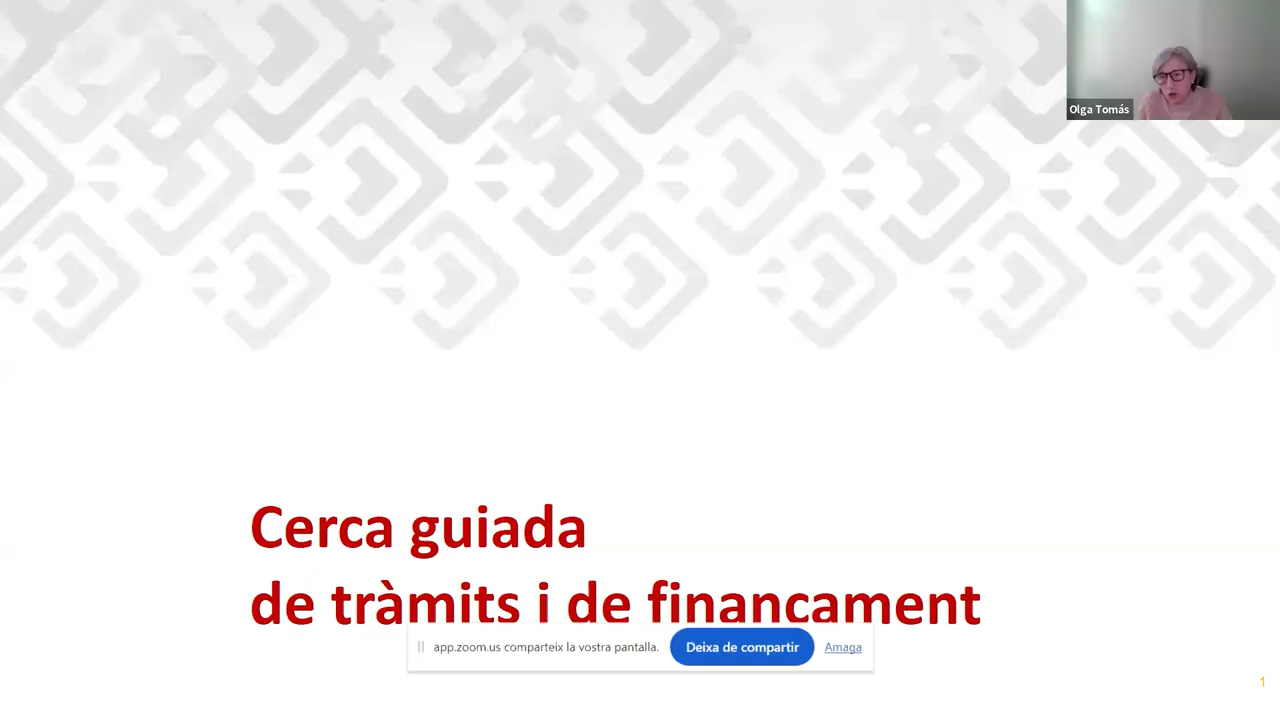 Olga Tomás
Cerca guiada
de tràmits i de finançament
app.zoom.us comparteix la vostra pantalla.
Deixa de compartir
Amaga
1